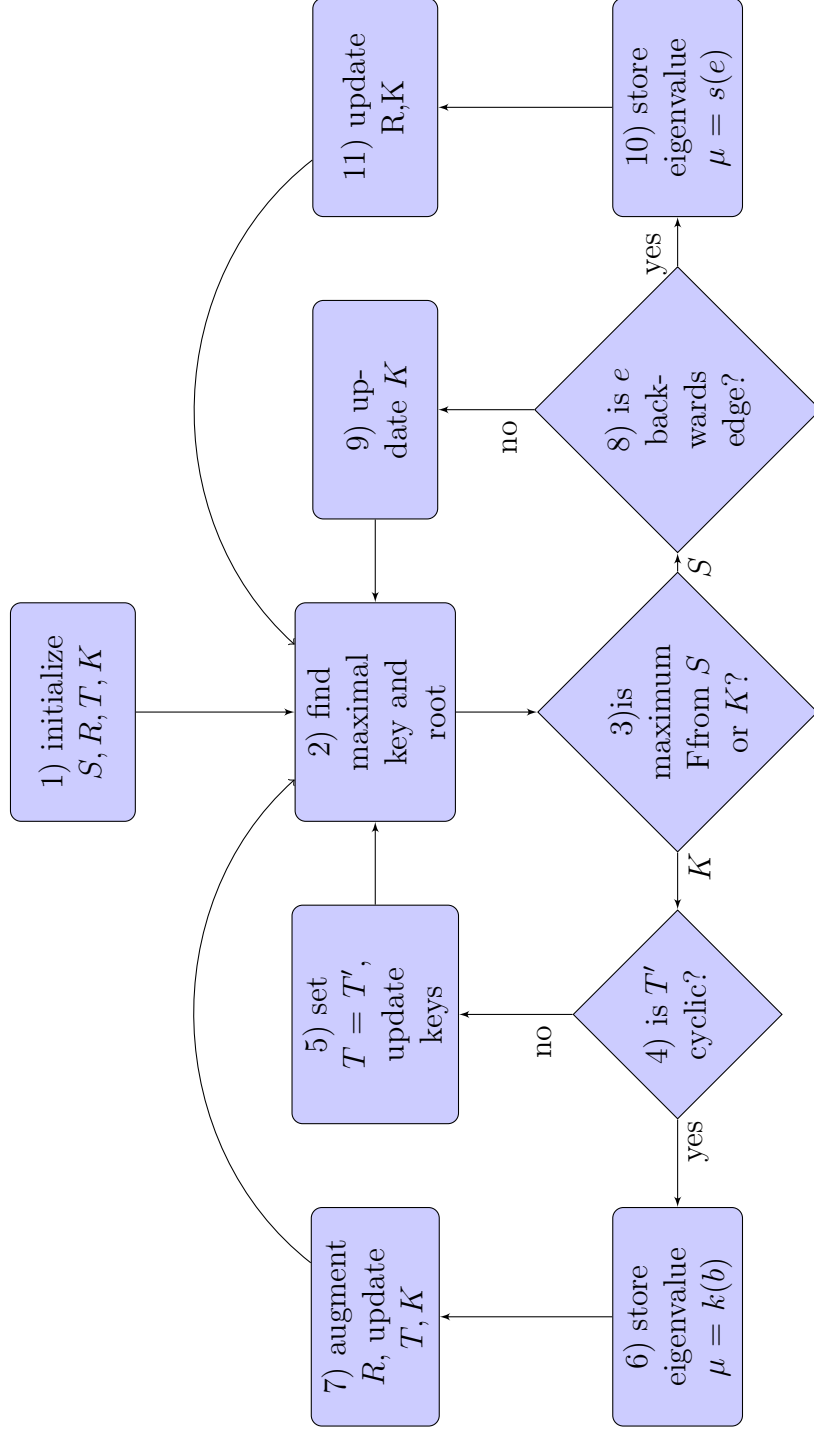 1) initialize
S, R, T, K
2) find
maximal
key and
root
3)is
maximum
Ffrom S
or K?
K
S
4) is T′
cyclic?
no
yes
5) set
T = T′,
update
keys
6) store
eigenvalue
μ = k(b)
7) augment
R, update
T, K
8) is e
back-
wards
edge?
no
yes
9) up-
date K
10) store
eigenvalue
μ = s(e)
11) update
R,K